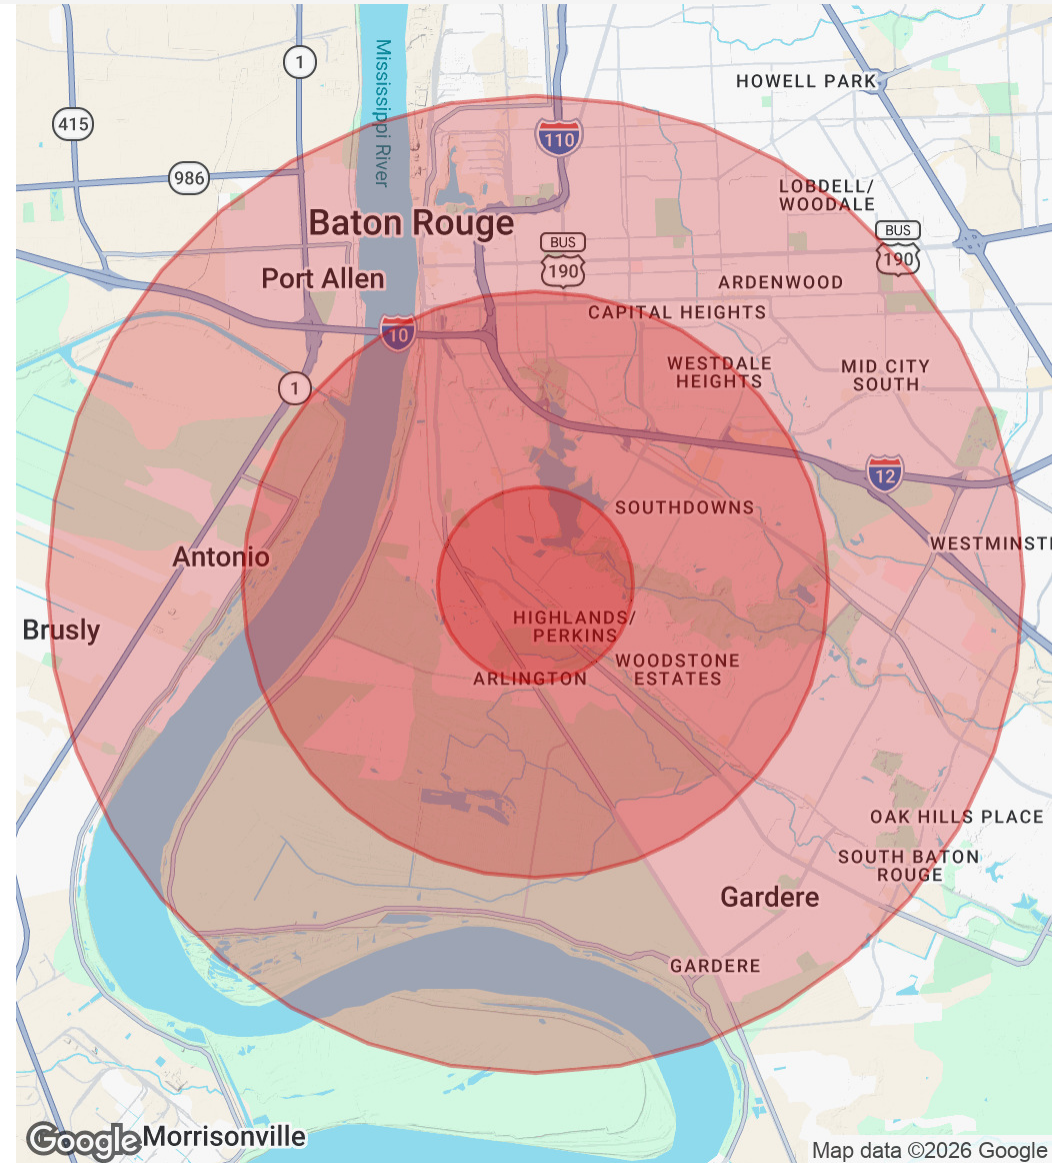 1
Mississippi River
HOWELL PARK
415
110
986
LOBDELL/
WOODALE
Baton Rouge
BUS
190
BUS
190
Port Allen
ARDENWOOD
CAPITAL HEIGHTS
10
WESTDALE
HEIGHTS
MID CITY
SOUTH
1
12
SOUTHDOWNS
WESTMINST
Antonio
HIGHLANDS/
PERKINS
Brusly
WOODSTONE
ESTATES
ARLINGTON
OAK HILLS PLACE
SOUTH BATON
ROUGE
Gardere
GARDERE
Google
Morrisonville
Map data ©2026 Google